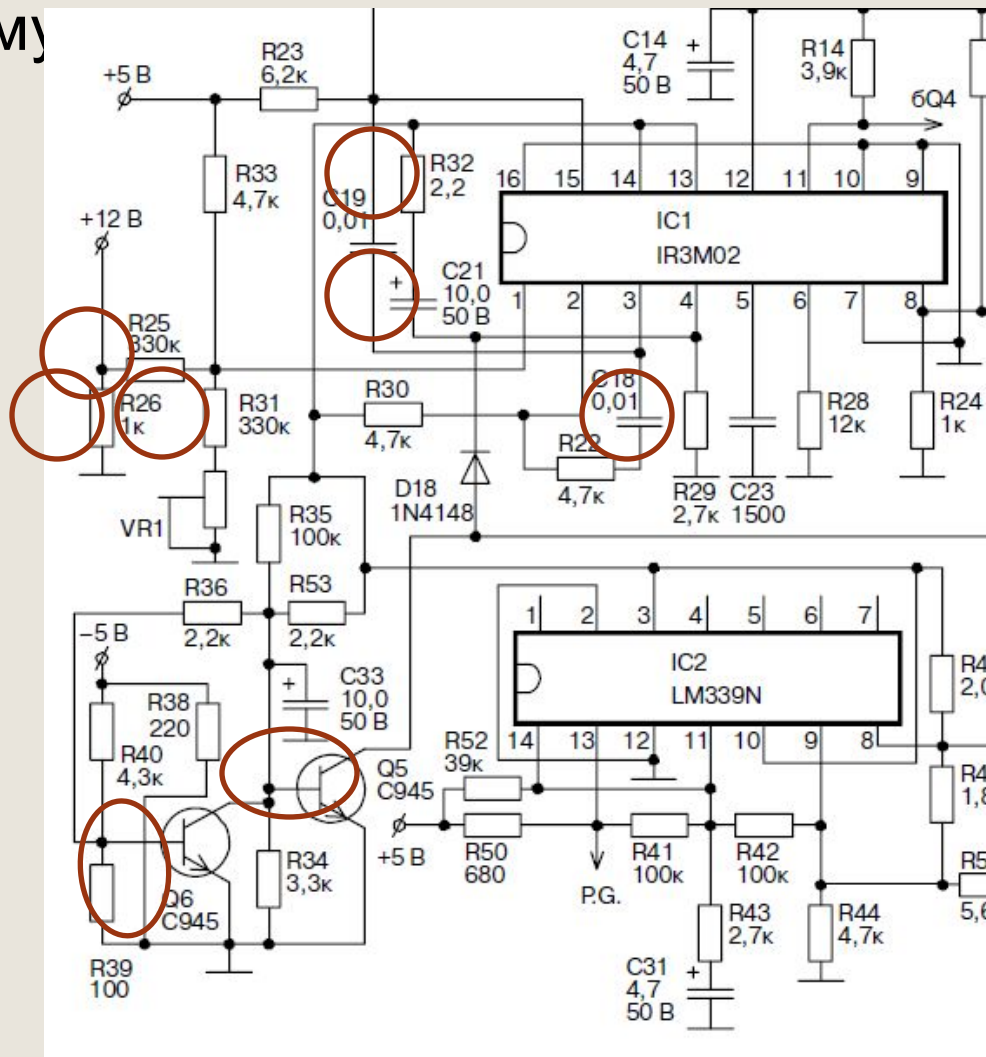 му
+5 В
R23
6,2к
C14
4,7
50 В
+
R14
3,9к
бQ4
R33
4,7к
+12 В
R32
2,2
C19
0,01
16 15 14 13 12 11 10 9
IC1
IR3M02
C21
10,0
50 В
+
1 2 3 4 5 6 7 8
R25
330к
R26
1к
R31
330к
R30
4,7к
C18
0,01
R22
4,7к
R28
12к
R24
1к
R29
2,7к
C23
1500
D18
1N4148
VR1
R35
100к
R36
2,2к
R53
2,2к
–5 В
1 2 3 4 5 6 7
IC2
LM339N
14 13 12 11 10 9 8
C33
10,0
50 В
+
R38
220
R40
4,3к
R52
39к
Q5
C945
+5 В
R50
680
R41
100к
R42
100к
P.G.
R34
3,3к
Q6
C945
R39
100
R43
2,7к
R44
4,7к
C31
4,7
50 В
+